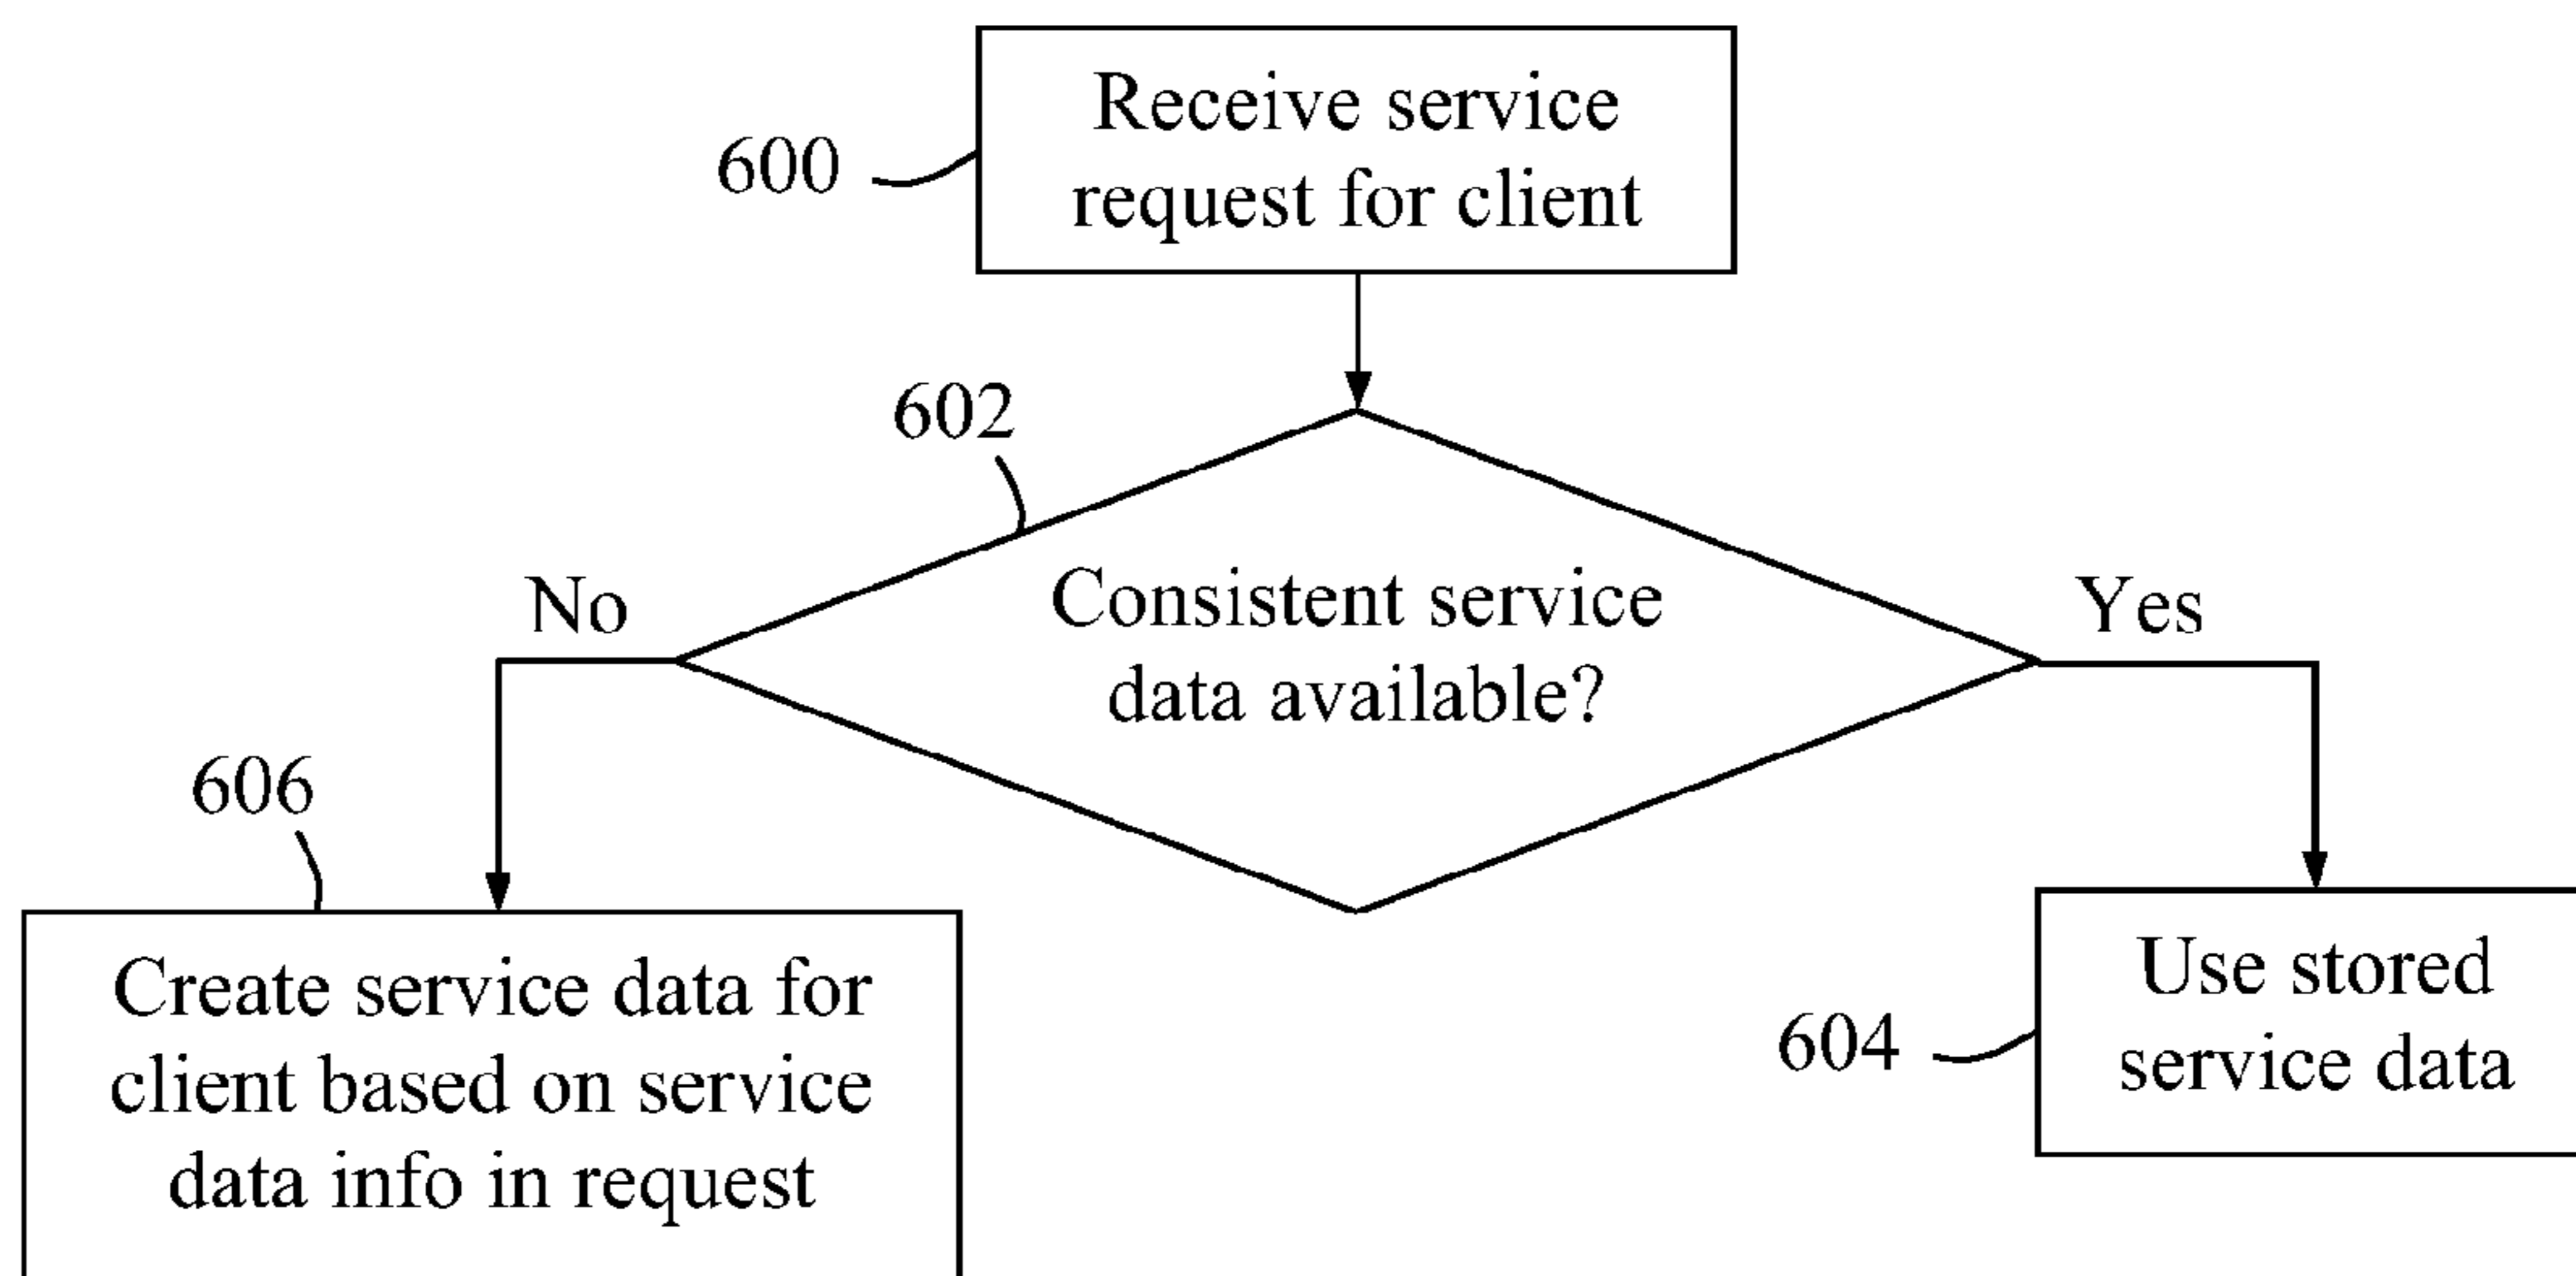 Receive service
request for client
600
602
Consistent service
data available?
No
Yes
606
Create service data for
client based on service
data info in request
604
Use stored
service data